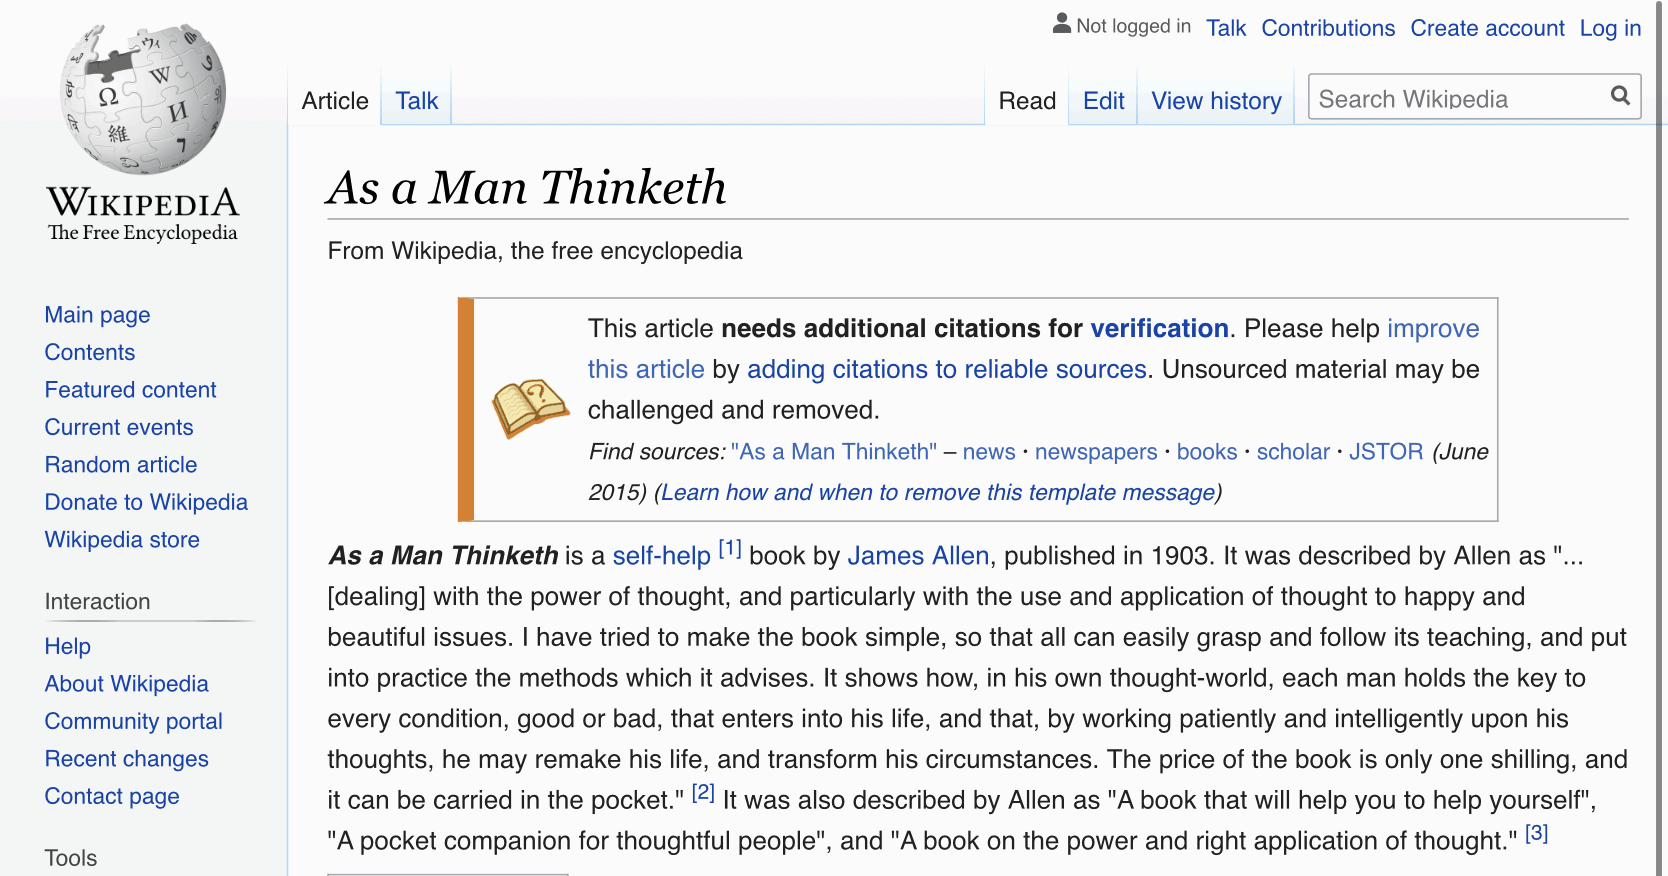 Not logged in Talk Contributions Create account Log in
Article Talk Read Edit View history Search Wikipedia
Ω W И 維 7
WIKIPEDIA
The Free Encyclopedia
As a Man Thinketh
From Wikipedia, the free encyclopedia
This article needs additional citations for verification. Please help improve
this article by adding citations to reliable sources. Unsourced material may be
challenged and removed.
Find sources: "As a Man Thinketh" – news · newspapers · books · scholar · JSTOR (June
2015) (Learn how and when to remove this template message)
As a Man Thinketh is a self-help [1] book by James Allen, published in 1903. It was described by Allen as "...
[dealing] with the power of thought, and particularly with the use and application of thought to happy and
beautiful issues. I have tried to make the book simple, so that all can easily grasp and follow its teaching, and put
into practice the methods which it advises. It shows how, in his own thought-world, each man holds the key to
every condition, good or bad, that enters into his life, and that, by working patiently and intelligently upon his
thoughts, he may remake his life, and transform his circumstances. The price of the book is only one shilling, and
it can be carried in the pocket." [2] It was also described by Allen as "A book that will help you to help yourself",
"A pocket companion for thoughtful people", and "A book on the power and right application of thought." [3]
Main page
Contents
Featured content
Current events
Random article
Donate to Wikipedia
Wikipedia store
Interaction
Help
About Wikipedia
Community portal
Recent changes
Contact page
Tools